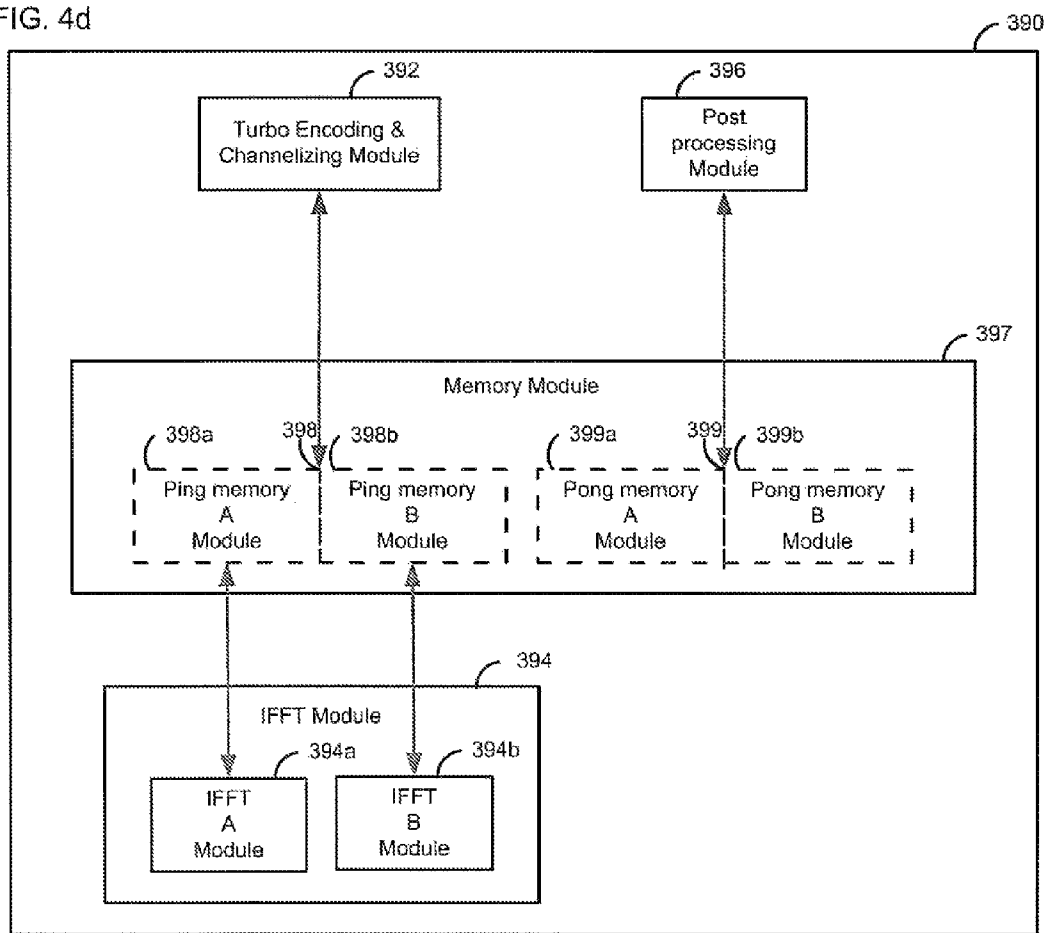 FIG. 4d
390
392
396
Turbo Encoding &
Channelizing Module
Post
processing
Module
397
Memory Module
398a
398
398b
399a
399
399b
Ping memory
A
Module
Ping memory
B
Module
Pong memory
A
Module
Pong memory
B
Module
394
IFFT Module
394a
394b
IFFT
A
Module
IFFT
B
Module